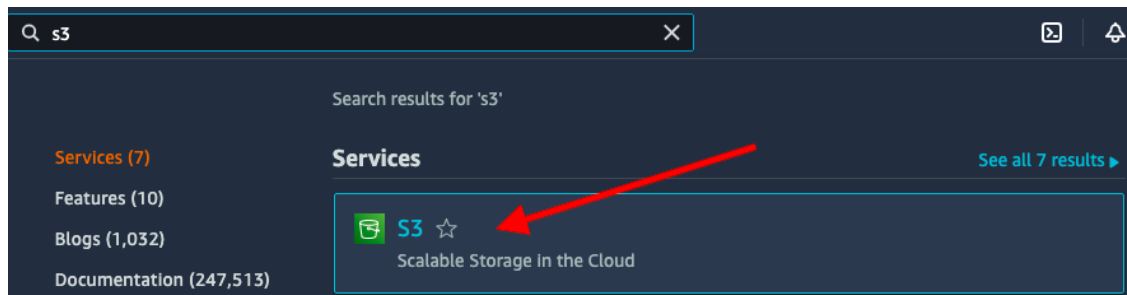 s3
Search results for 's3'
Services (7)
Features (10)
Blogs (1,032)
Documentation (247,513)
Services
See all 7 results
S3
Scalable Storage in the Cloud